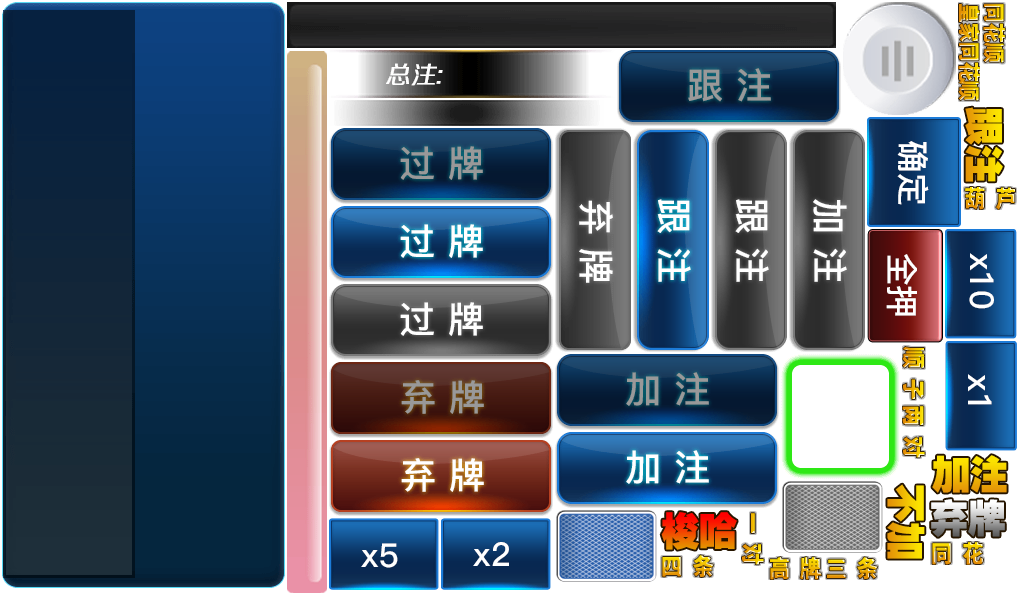 总注:
跟注
过牌
过牌
过牌
弃牌
弃牌
x5
x2
弃牌
跟注
跟注
加注
加注
加注
确定
全押
x10
x1
同花顺
皇家同花顺
跟注
葫芦
顺子
两对
加注
弃牌
不加
同花
梭哈
一对
四条
高牌
三条